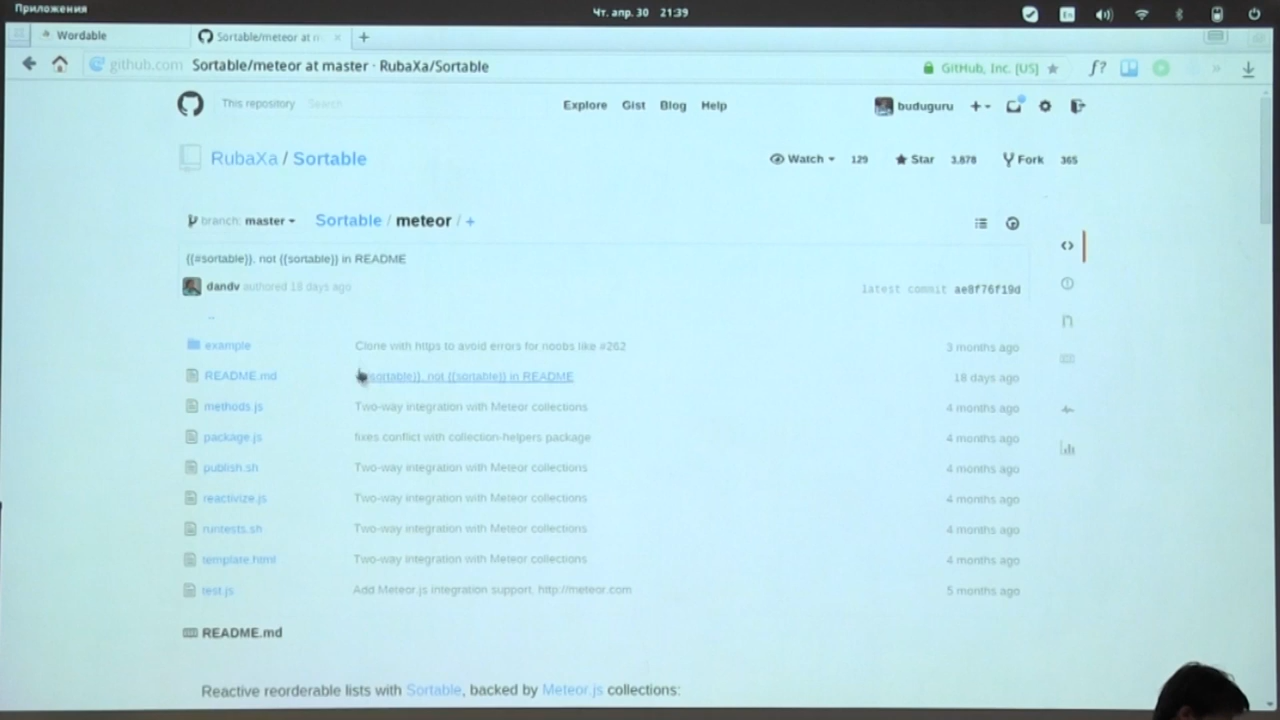 Приложения Чт. апр. 30 21:39
Wordable Sortable/meteor at
github.com Sortable/meteor at master · RubaXa/Sortable GitHub, Inc. [US] f?
This repository Search Explore Gist Blog Help buduguru
RubaXa / Sortable Watch 129 Star 3,878 Fork 365
branch: master Sortable / meteor / +
{{#sortable}}, not {{sortable}} in README
dandv authored 18 days ago latest commit ae8f76f19d
..
example Clone with https to avoid errors for noobs like #262 3 months ago
README.md sortable}}, not {{sortable}} in README 18 days ago
methods.js Two-way integration with Meteor collections 4 months ago
package.js fixes conflict with collection-helpers package 4 months ago
publish.sh Two-way integration with Meteor collections 4 months ago
reactivize.js Two-way integration with Meteor collections 4 months ago
runtests.sh Two-way integration with Meteor collections 4 months ago
template.html Two-way integration with Meteor collections 4 months ago
test.js Add Meteor.js integration support, http://meteor.com 5 months ago
README.md
Reactive reorderable lists with Sortable, backed by Meteor.js collections: